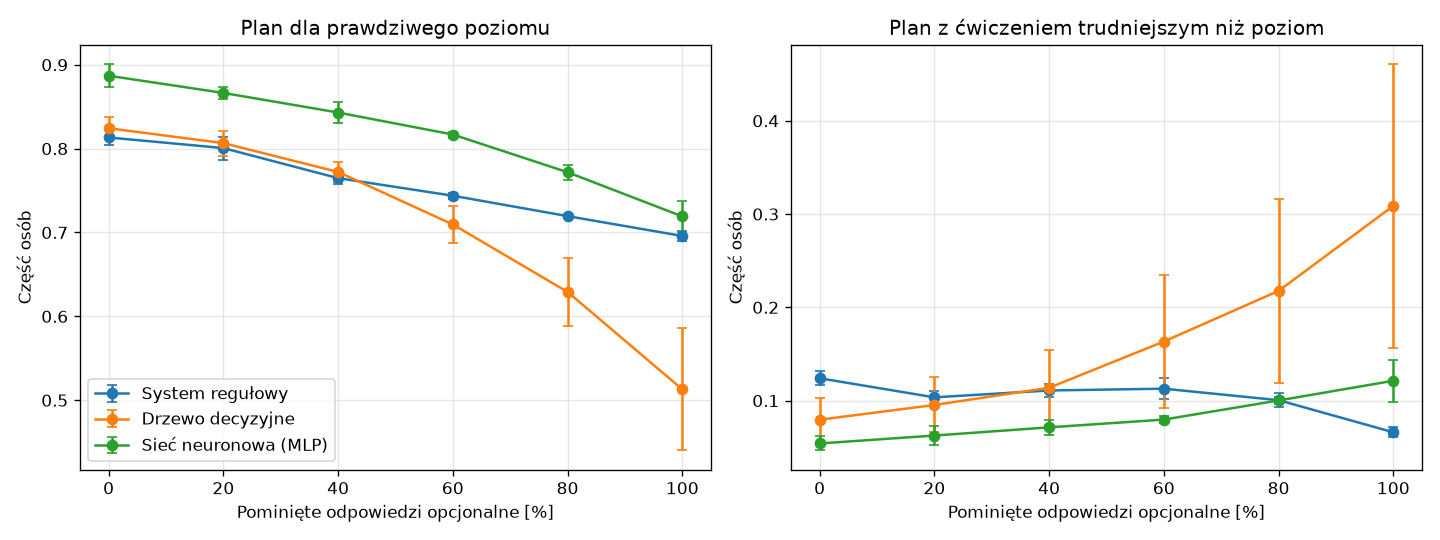 Plan dla prawdziwego poziomu
Część osób
0.9
0.8
0.7
0.6
0.5
System regułowy
Drzewo decyzyjne
Sieć neuronowa (MLP)
0 20 40 60 80 100
Pominięte odpowiedzi opcjonalne [%]
Plan z ćwiczeniem trudniejszym niż poziom
Część osób
0.4
0.3
0.2
0.1
0 20 40 60 80 100
Pominięte odpowiedzi opcjonalne [%]